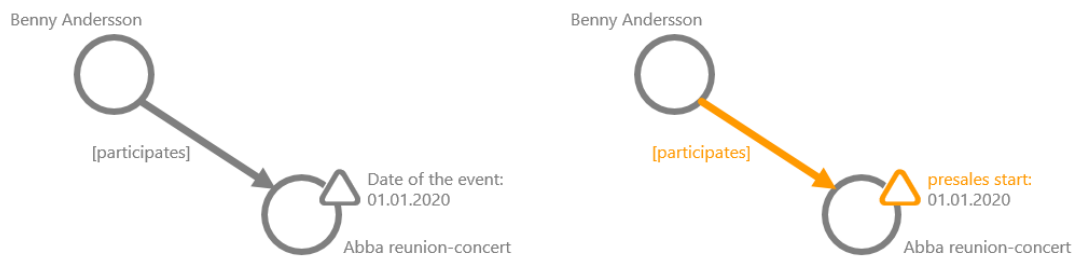 Benny Andersson
[participates]
Date of the event:
01.01.2020
Abba reunion-concert
Benny Andersson
[participates]
presales start:
01.01.2020
Abba reunion-concert